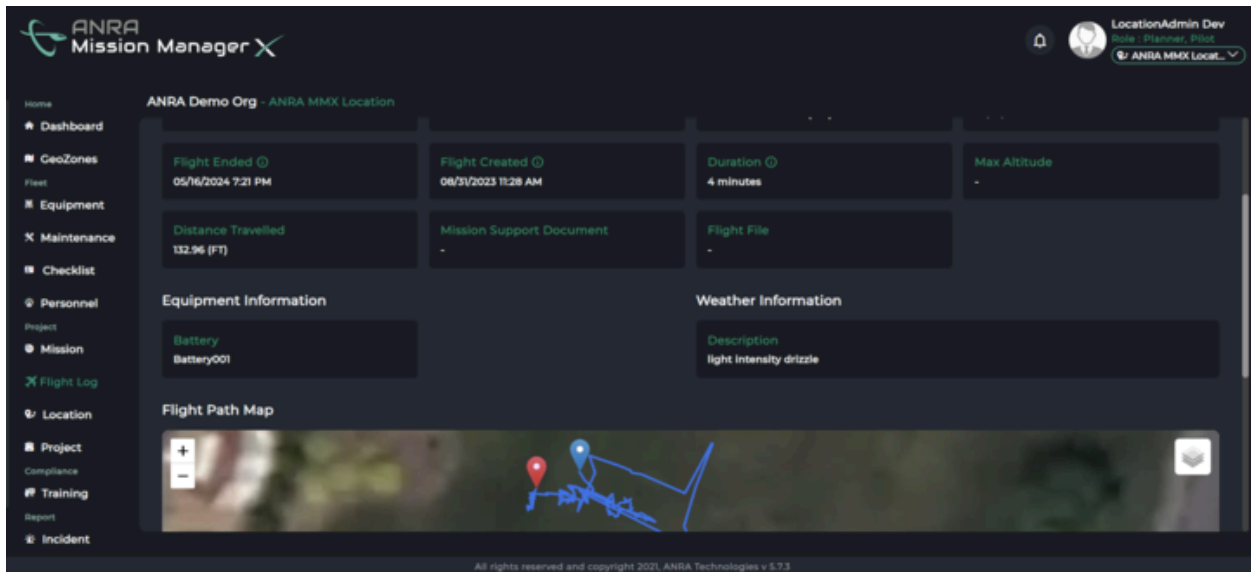 ANRA
Mission Manager X
LocationAdmin Dev
Role : Planner, Pilot
ANRA MMX Locat...
Home
Dashboard
GeoZones
Fleet
Equipment
Maintenance
Checklist
Personnel
Project
Mission
Flight Log
Location
Project
Compliance
Training
Report
Incident
ANRA Demo Org - ANRA MMX Location
Flight Ended
05/16/2024 7:21 PM
Flight Created
08/31/2023 11:28 AM
Duration
4 minutes
Max Altitude
-
Distance Travelled
132.96 (FT)
Mission Support Document
-
Flight File
-
Equipment Information
Weather Information
Battery
Battery001
Description
light intensity drizzle
Flight Path Map
+
−
All rights reserved and copyright 2021, ANRA Technologies v 5.7.3